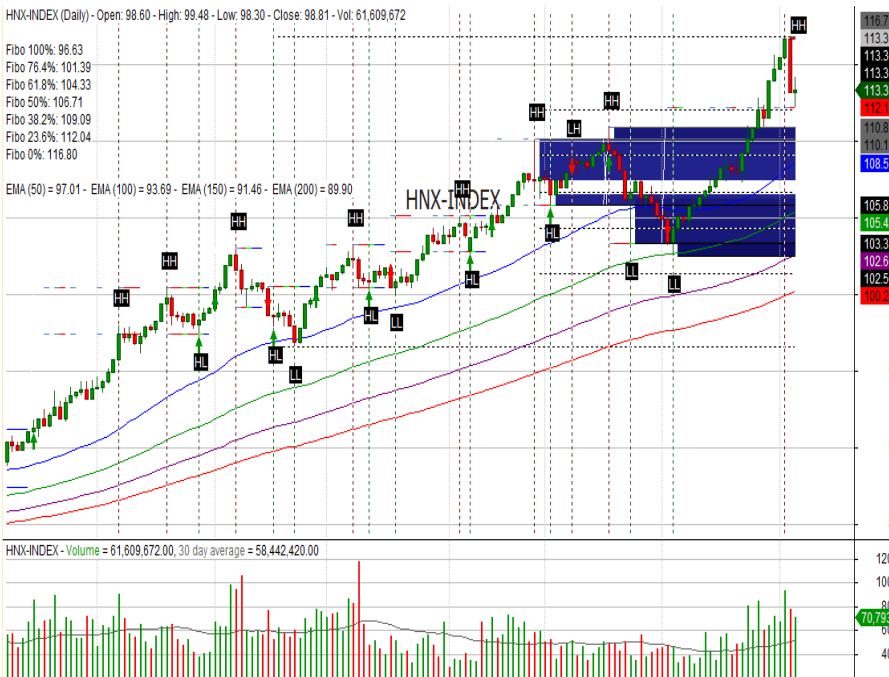 HNX-INDEX (Daily) - Open: 98.60 - High: 99.48 - Low: 98.30 - Close: 98.81 - Vol: 61,609,672
Fibo 100%: 96.63
Fibo 76.4%: 101.39
Fibo 61.8%: 104.33
Fibo 50%: 106.71
Fibo 38.2%: 109.09
Fibo 23.6%: 112.04
Fibo 0%: 116.80
EMA (50) = 97.01 - EMA (100) = 93.69 - EMA (150) = 91.46 - EMA (200) = 89.90
HNX-INDEX
HH
HH
HH
HH
HH
HH
LH
HH
HH
HL
HL
LL
HL
LL
HL
HL
LL
LL
116.7
113.3
113.3
113.3
113.3
112.1
110.8
110.1
108.5
105.8
105.4
103.3
102.6
102.5
100.2
HNX-INDEX - Volume = 61,609,672.00, 30 day average = 58,442,420.00
120
100
80
70,793
60
40